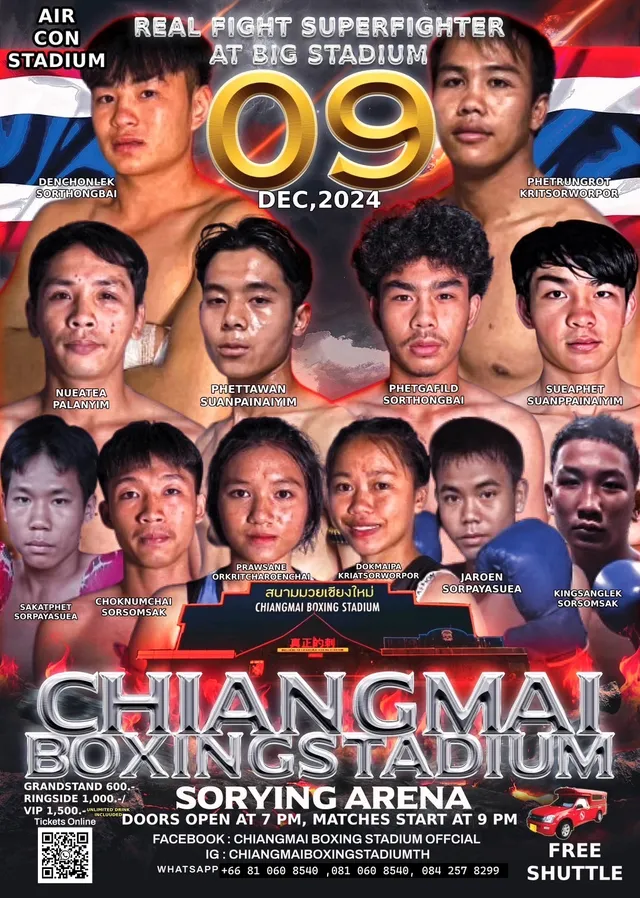 AIR
CON
STADIUM
REAL FIGHT SUPERFIGHTER
AT BIG STADIUM
09
DEC,2024
DENCHONLEK
SORTHONGBAI
PHETRUNGROT
KRITSORWORPOR
NUEATEA
PALANYIM
PHETTAWAN
SUANPAINAIYIM
PHETGAFILD
SORTHONGBAI
SUEAPHET
SUANPPAINAIYIM
SAKATPHET
SORPAYASUEA
CHOKNUMCHAI
SORSOMSAK
PRAWSANE
ORKRITCHAROENCHAI
DOKMAIPA
KRIATSORWORPOR
JAROEN
SORPAYASUEA
KINGSANGLEK
SORSOMSAK
สนามมวยเชียงใหม่
CHIANGMAI BOXING STADIUM
CHIANGMAI
BOXINGSTADIUM
GRANDSTAND 600.-
RINGSIDE 1,000.-/
VIP 1,500.- UNLIMITED DRINK
INCLUUDED
Tickets Online
SORYING ARENA
DOORS OPEN AT 7 PM, MATCHES START AT 9 PM
FACEBOOK : CHIANGMAI BOXING STADIUM OFFCIAL
IG : CHIANGMAIBOXINGSTADIUMTH
WHATSAPP +66 81 060 8540 ,081 060 8540, 084 257 8299
FREE
SHUTTLE